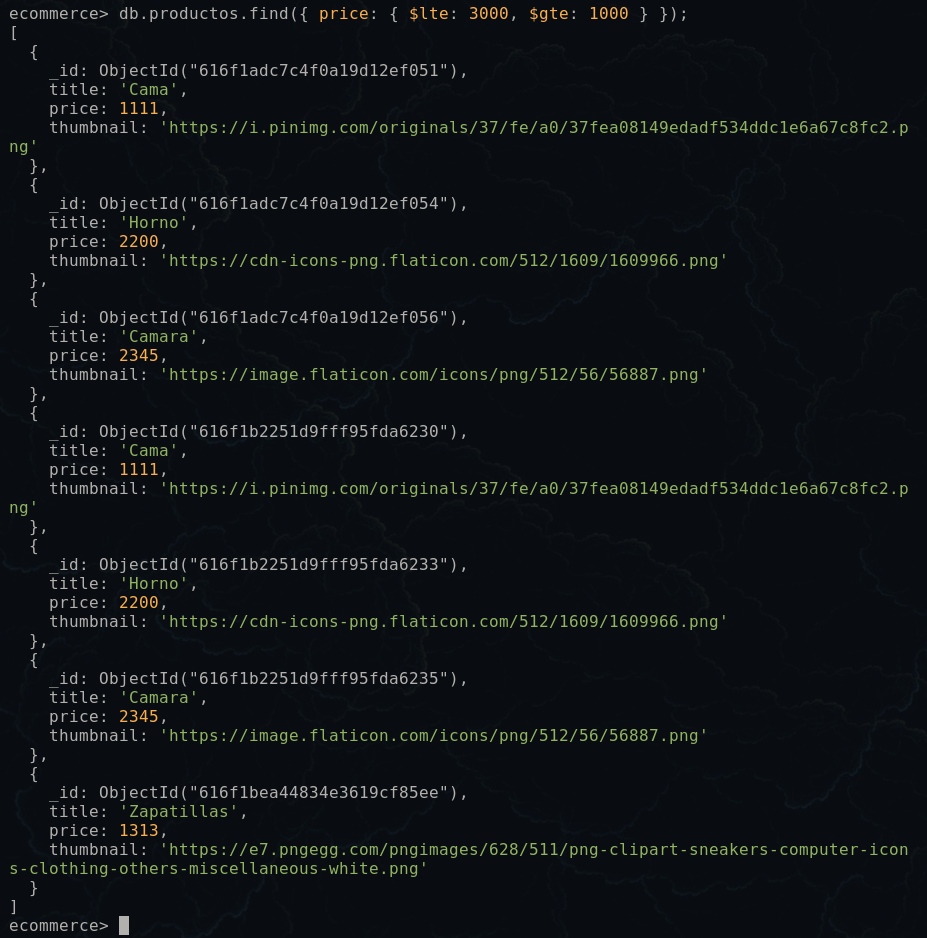 ecommerce> db.productos.find({ price: { $lte: 3000, $gte: 1000 } });
[
  {
    _id: ObjectId("616f1adc7c4f0a19d12ef051"),
    title: 'Cama',
    price: 1111,
    thumbnail: 'https://i.pinimg.com/originals/37/fe/a0/37fea08149edadf534ddc1e6a67c8fc2.p
ng'
  },
  {
    _id: ObjectId("616f1adc7c4f0a19d12ef054"),
    title: 'Horno',
    price: 2200,
    thumbnail: 'https://cdn-icons-png.flaticon.com/512/1609/1609966.png'
  },
  {
    _id: ObjectId("616f1adc7c4f0a19d12ef056"),
    title: 'Camara',
    price: 2345,
    thumbnail: 'https://image.flaticon.com/icons/png/512/56/56887.png'
  },
  {
    _id: ObjectId("616f1b2251d9fff95fda6230"),
    title: 'Cama',
    price: 1111,
    thumbnail: 'https://i.pinimg.com/originals/37/fe/a0/37fea08149edadf534ddc1e6a67c8fc2.p
ng'
  },
  {
    _id: ObjectId("616f1b2251d9fff95fda6233"),
    title: 'Horno',
    price: 2200,
    thumbnail: 'https://cdn-icons-png.flaticon.com/512/1609/1609966.png'
  },
  {
    _id: ObjectId("616f1b2251d9fff95fda6235"),
    title: 'Camara',
    price: 2345,
    thumbnail: 'https://image.flaticon.com/icons/png/512/56/56887.png'
  },
  {
    _id: ObjectId("616f1bea44834e3619cf85ee"),
    title: 'Zapatillas',
    price: 1313,
    thumbnail: 'https://e7.pngegg.com/pngimages/628/511/png-clipart-sneakers-computer-icon
s-clothing-others-miscellaneous-white.png'
  }
]
ecommerce>